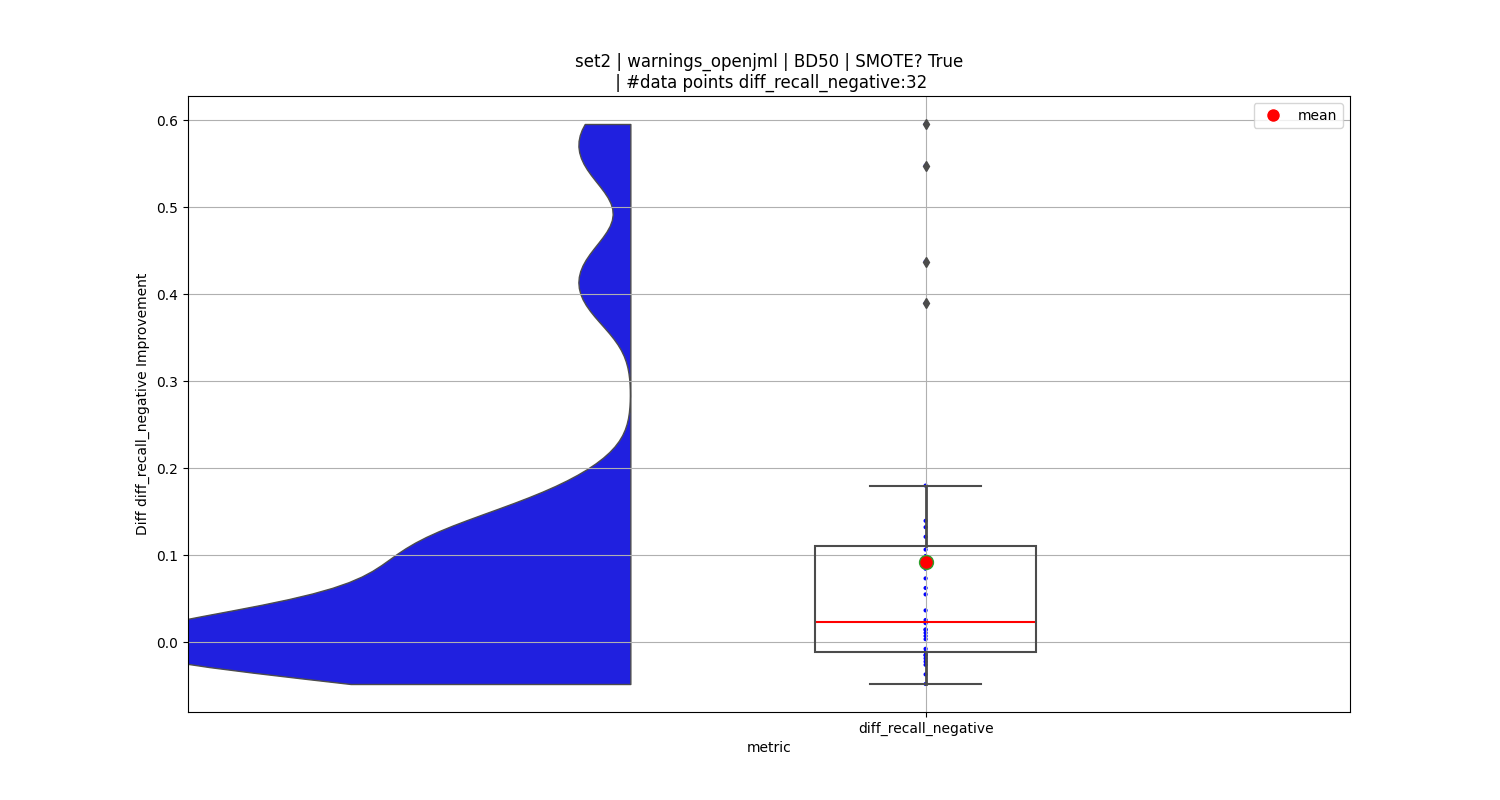 set2 | warnings_openjml | BD50 | SMOTE? True
| #data points diff_recall_negative:32
mean
0.6
0.5
0.4
0.3
0.2
0.1
0.0
Diff diff_recall_negative Improvement
diff_recall_negative
metric